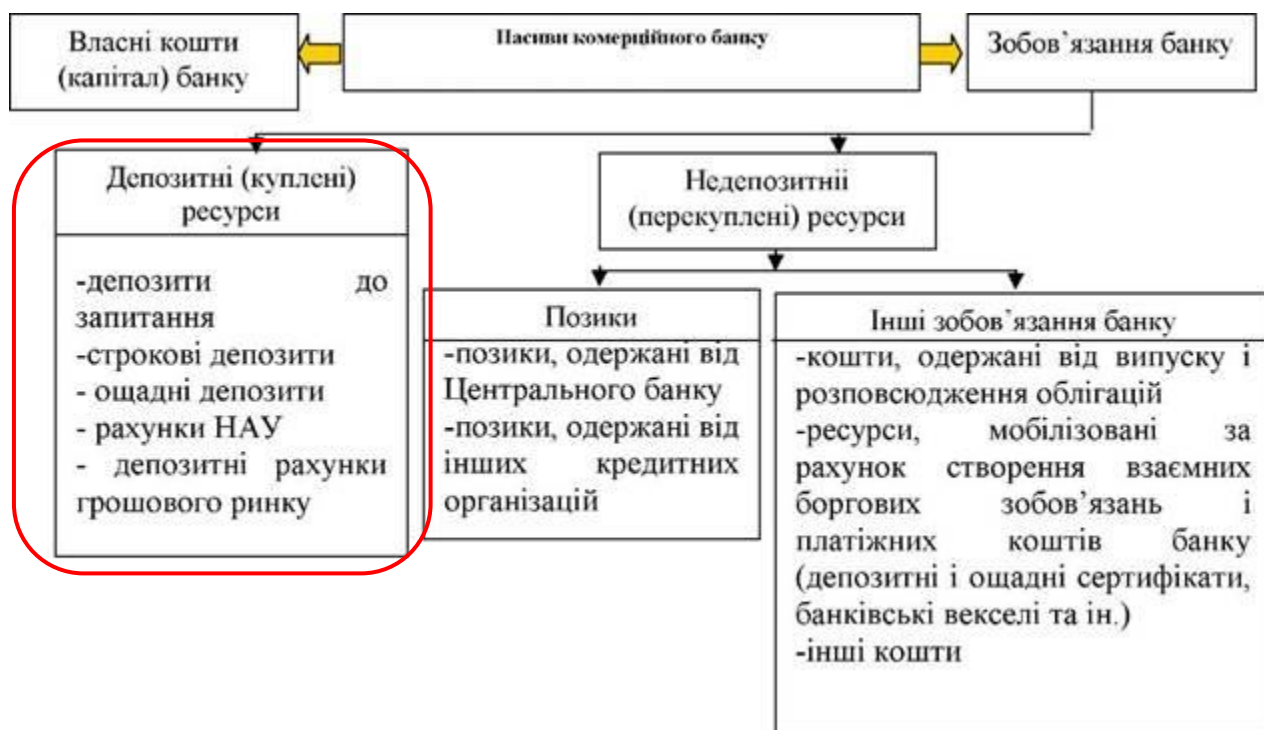 Власні кошти
(капітал) банку
Пасиви комерційного банку
Зобов’язання банку
Депозитні (куплені)
ресурси
-депозити до
запитання
-строкові депозити
- ощадні депозити
- рахунки НАУ
- депозитні рахунки
грошового ринку
Недепозитніі
(перекуплені) ресурси
Позики
-позики, одержані від
Центрального банку
-позики, одержані від
інших кредитних
організацій
Інші зобов’язання банку
-кошти, одержані від випуску і
розповсюдження облігацій
-ресурси, мобілізовані за
рахунок створення взаємних
боргових зобов’язань і
платіжних коштів банку
(депозитні і ощадні сертифікати,
банківські векселі та ін.)
-інші кошти